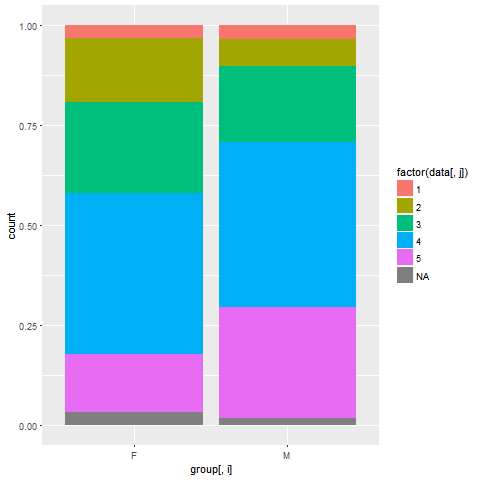 1.00
0.75
0.50
0.25
0.00
count
F
M
group[, i]
factor(data[, j])
1
2
3
4
5
NA